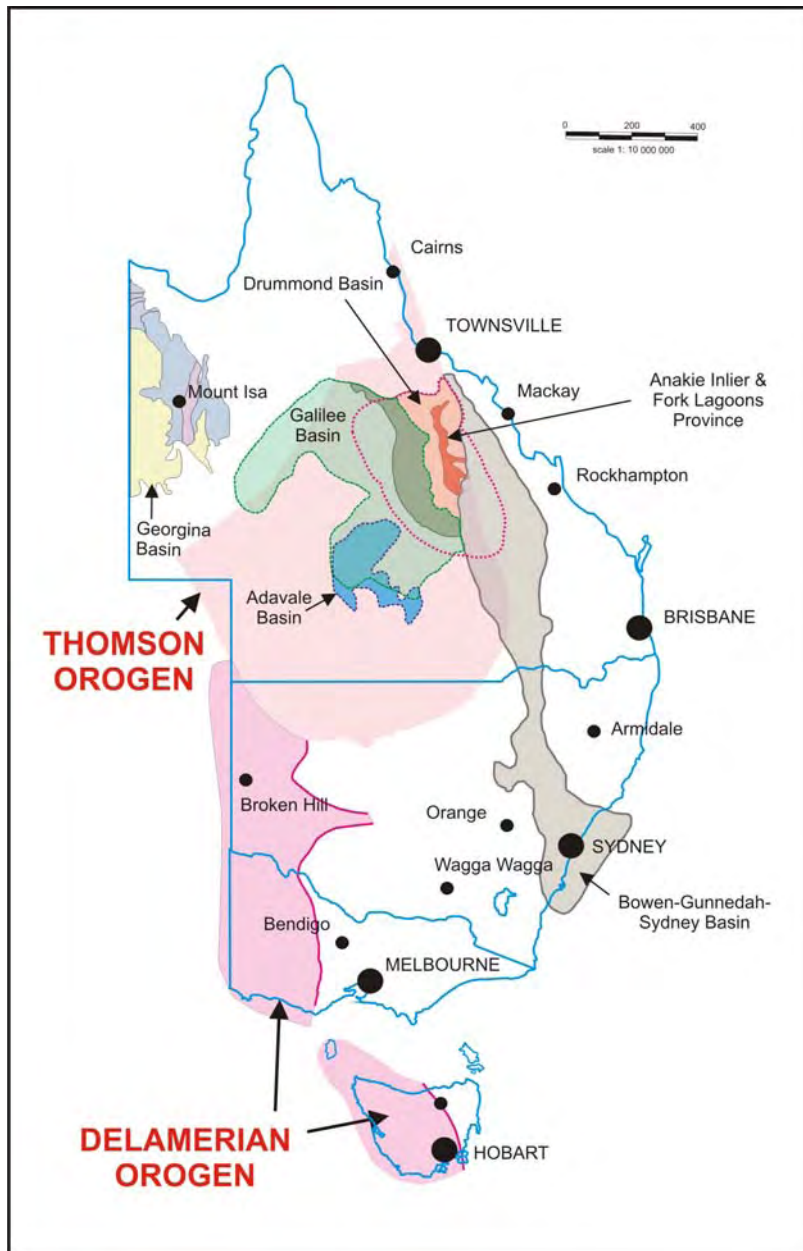 0 200 400
scale 1: 10 000 000
Cairns
Drummond Basin
TOWNSVILLE
Mount Isa
Mackay
Anakie Inlier &
Fork Lagoons
Province
Galilee
Basin
Rockhampton
Georgina
Basin
Adavale
Basin
BRISBANE
THOMSON
OROGEN
Armidale
Broken Hill
Orange
SYDNEY
Wagga Wagga
Bowen-Gunnedah-
Sydney Basin
Bendigo
MELBOURNE
DELAMERIAN
OROGEN
HOBART